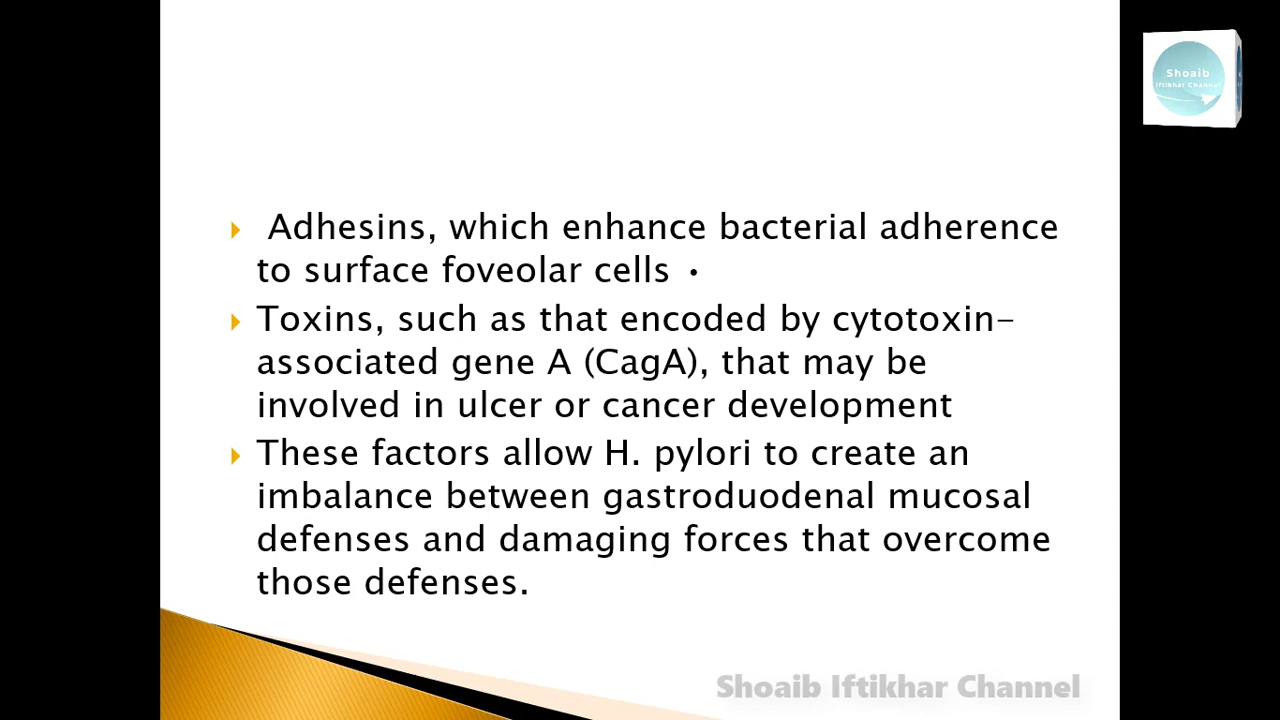 Shoaib
Iftikhar Channel
Adhesins, which enhance bacterial adherence
to surface foveolar cells •
Toxins, such as that encoded by cytotoxin-
associated gene A (CagA), that may be
involved in ulcer or cancer development
These factors allow H. pylori to create an
imbalance between gastroduodenal mucosal
defenses and damaging forces that overcome
those defenses.
Shoaib Iftikhar Channel